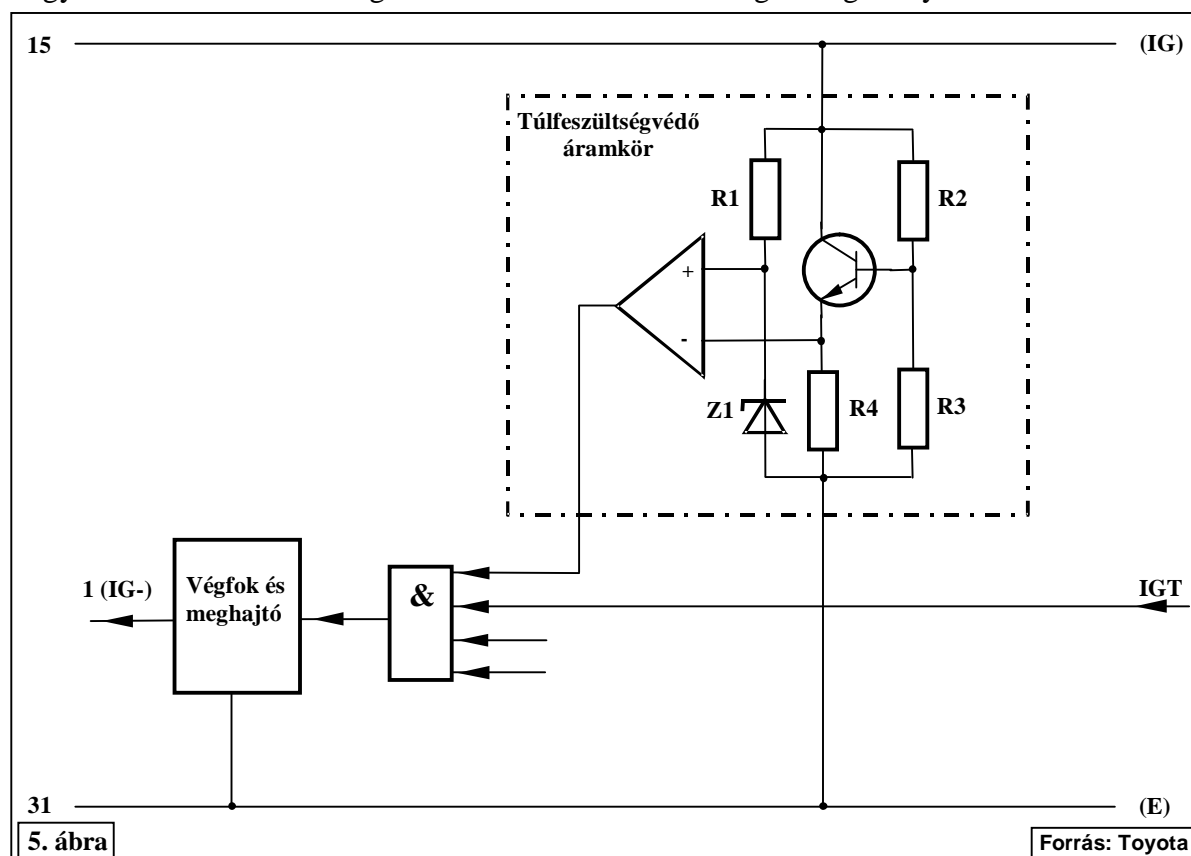 15
(IG)
Túlfeszültségvédő
áramkör
R1
R2
+
-
Z1
R4
R3
1 (IG-)
Végfok és
meghajtó
&
IGT
31
(E)
5. ábra
Forrás: Toyota